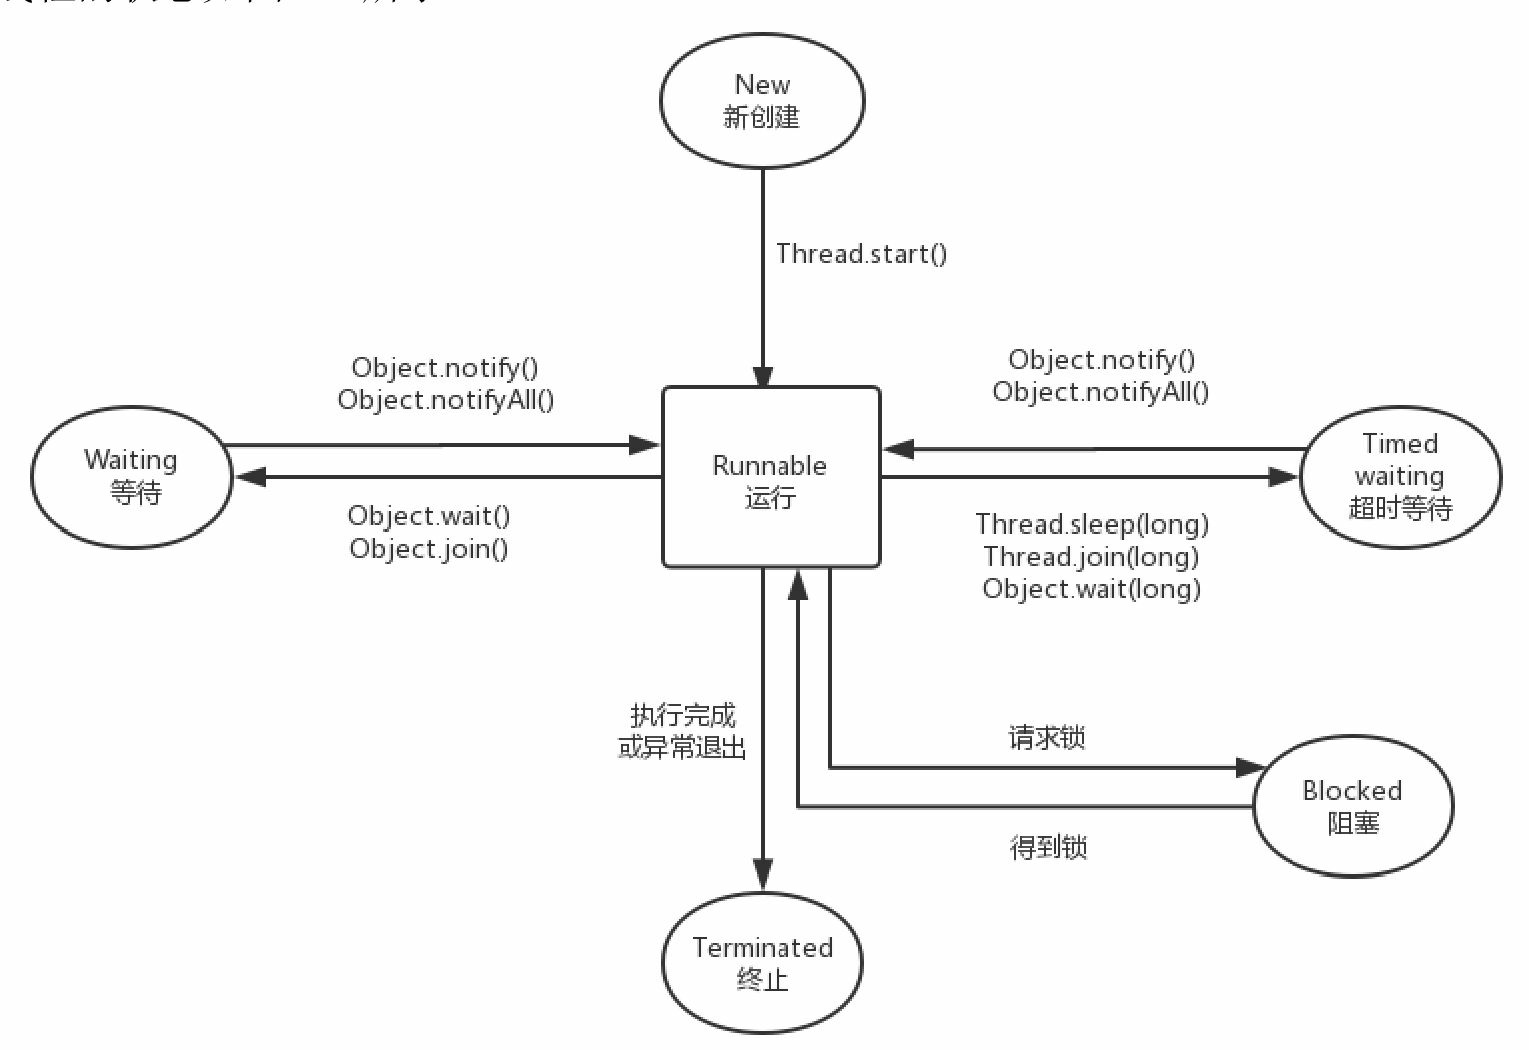 New
新创建
Thread.start()
Object.notify()
Object.notifyAll()
Object.notify()
Object.notifyAll()
Waiting
等待
Runnable
运行
Timed
waiting
超时等待
Object.wait()
Object.join()
Thread.sleep(long)
Thread.join(long)
Object.wait(long)
执行完成
或异常退出
请求锁
Blocked
阻塞
得到锁
Terminated
终止